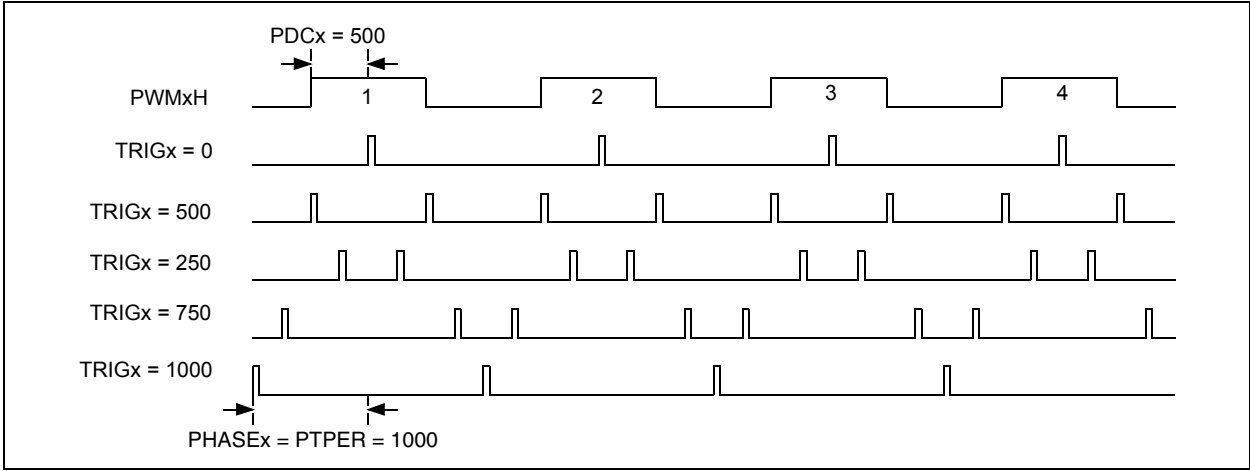 PDCx = 500
PWMxH
1
2
3
4
TRIGx = 0
TRIGx = 500
TRIGx = 250
TRIGx = 750
TRIGx = 1000
PHASEx = PTPER = 1000